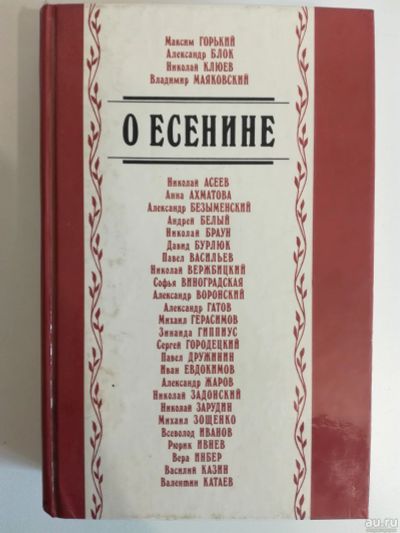 Максим ГОРЬКИЙ
Александр БЛОК
Николай КЛЮЕВ
Владимир МАЯКОВСКИЙ
О ЕСЕНИНЕ
Николай АСЕЕВ
Анна АХМАТОВА
Александр БЕЗЫМЕНСКИЙ
Андрей БЕЛЫЙ
Николай БРАУН
Давид БУРЛЮК
Павел ВАСИЛЬЕВ
Николай ВЕРЖБИЦКИЙ
Софья ВИНОГРАДСКАЯ
Александр ВОРОНСКИЙ
Александр ГАТОВ
Михаил ГЕРАСИМОВ
Зинаида ГИППИУС
Сергей ГОРОДЕЦКИЙ
Павел ДРУЖИНИН
Иван ЕВДОКИМОВ
Александр ЖАРОВ
Николай ЗАДОНСКИЙ
Николай ЗАРУДИН
Михаил ЗОЩЕНКО
Всеволод ИВАНОВ
Рюрик ИВНЕВ
Вера ИНБЕР
Василий КАЗИН
Валентин КАТАЕВ
au.ru